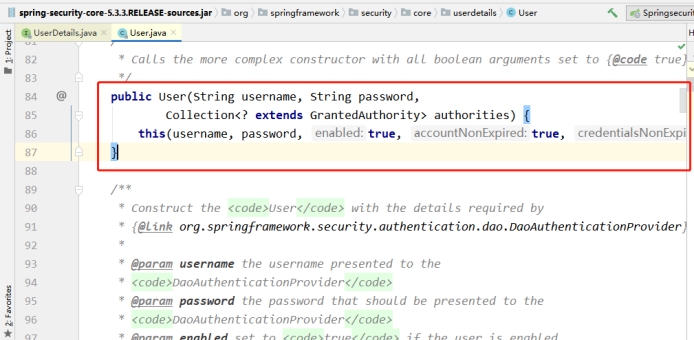 spring-security-core-5.3.3.RELEASE-sources.jar org springframework security core userdetails User Springsecurit
UserDetails.java × User.java ×
1: Project
81 /**
82 * Calls the more complex constructor with all boolean arguments set to {@code true}
83 */
84 @ public User(String username, String password,
85 Collection<? extends GrantedAuthority> authorities) {
86 this(username, password, enabled: true, accountNonExpired: true, credentialsNonExpi
87 }
88
89 /**
90 * Construct the <code>User</code> with the details required by
91 * {@link org.springframework.security.authentication.dao.DaoAuthenticationProvider}
92 *
93 * @param username the username presented to the
94 * <code>DaoAuthenticationProvider</code>
95 * @param password the password that should be presented to the
96 * <code>DaoAuthenticationProvider</code>
97 * @param enabled set to <code>true</code> if the user is enabled
2: Favorites